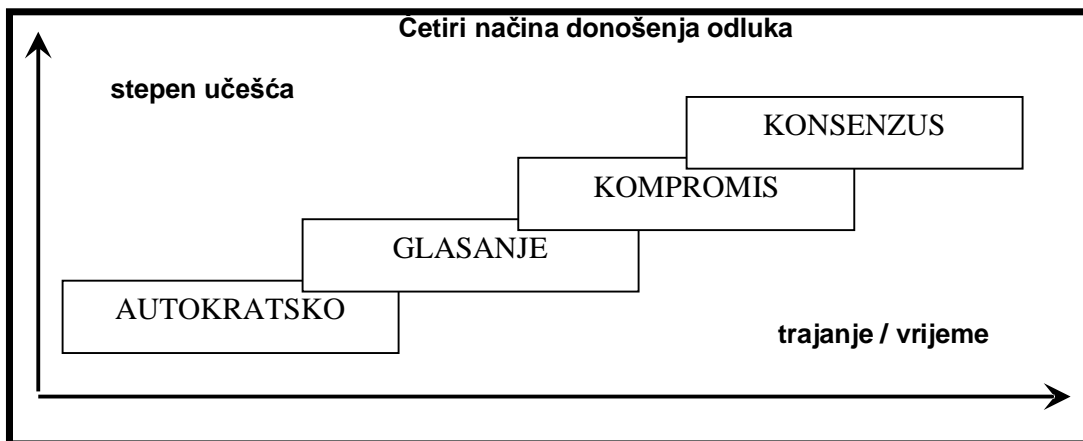 Četiri načina donošenja odluka
stepen učešća
KONSENZUS
KOMPROMIS
GLASANJE
AUTOKRATSKO
trajanje / vrijeme